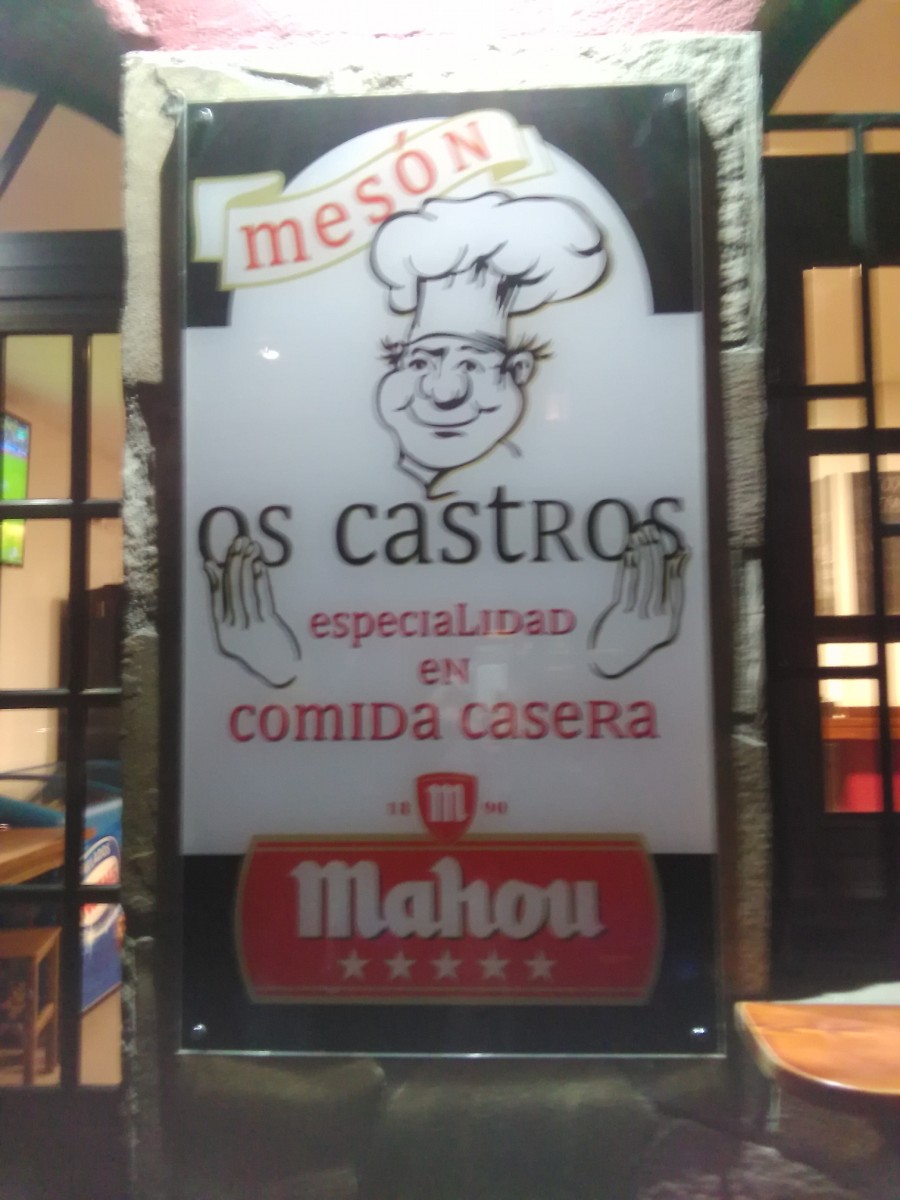 mesón
os castros
especialidad
en
comida casera
18 m 90
Mahou